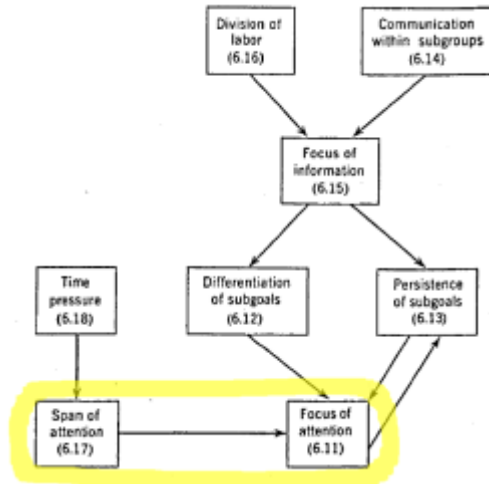 Division of
labor
(6.16)
Communication
within subgroups
(6.14)
Focus of
information
(6.15)
Time
pressure
(6.18)
Differentiation
of subgoals
(6.12)
Persistence
of subgoals
(6.13)
Span of
attention
(6.17)
Focus of
attention
(6.11)